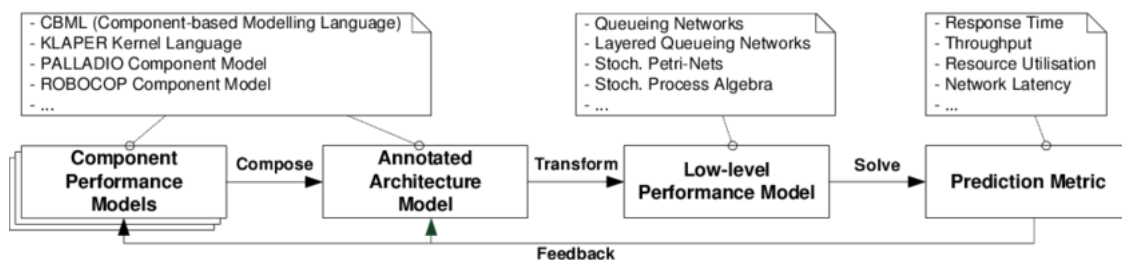 - CBML (Component-based Modelling Language)
- KLAPER Kernel Language
- PALLADIO Component Model
- ROBOCOP Component Model
- ...
- Queueing Networks
- Layered Queueing Networks
- Stoch. Petri-Nets
- Stoch. Process Algebra
- ...
- Response Time
- Throughput
- Resource Utilisation
- Network Latency
- ...
Component
Performance
Models
Compose
Annotated
Architecture
Model
Transform
Low-level
Performance Model
Solve
Prediction Metric
Feedback